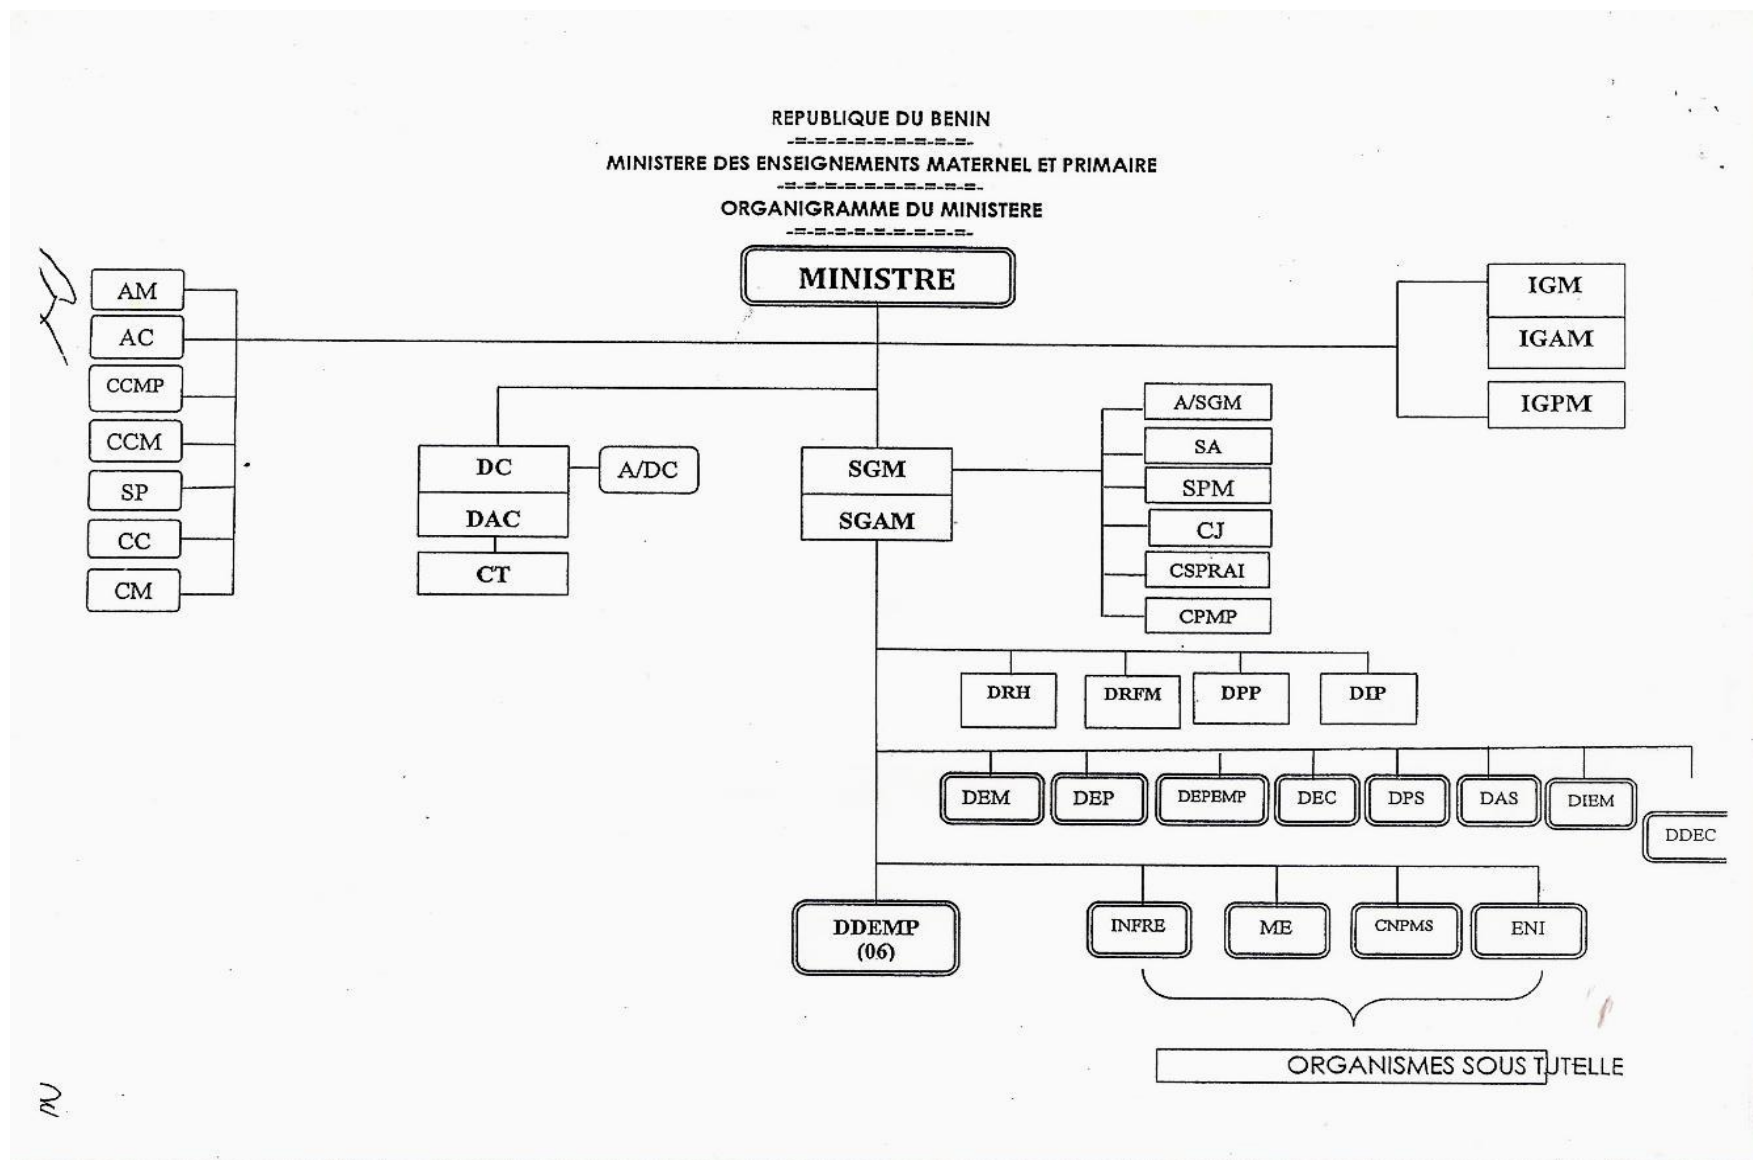 REPUBLIQUE DU BENIN
-=-=-=-=-=-=-=-=-=-
MINISTERE DES ENSEIGNEMENTS MATERNEL ET PRIMAIRE
-=-=-=-=-=-=-=-=-=-=-
ORGANIGRAMME DU MINISTERE
-=-=-=-=-=-=-=-=-=-
MINISTRE
AM
AC
CCMP
CCM
SP
CC
CM
IGM
IGAM
IGPM
DC
DAC
CT
A/DC
SGM
SGAM
A/SGM
SA
SPM
CJ
CSPRAI
CPMP
DRH
DRFM
DPP
DIP
DEM
DEP
DEPEMP
DEC
DPS
DAS
DIEM
DDEC
DDEMP
(06)
INFRE
ME
CNPMS
ENI
ORGANISMES SOUS TUTELLE